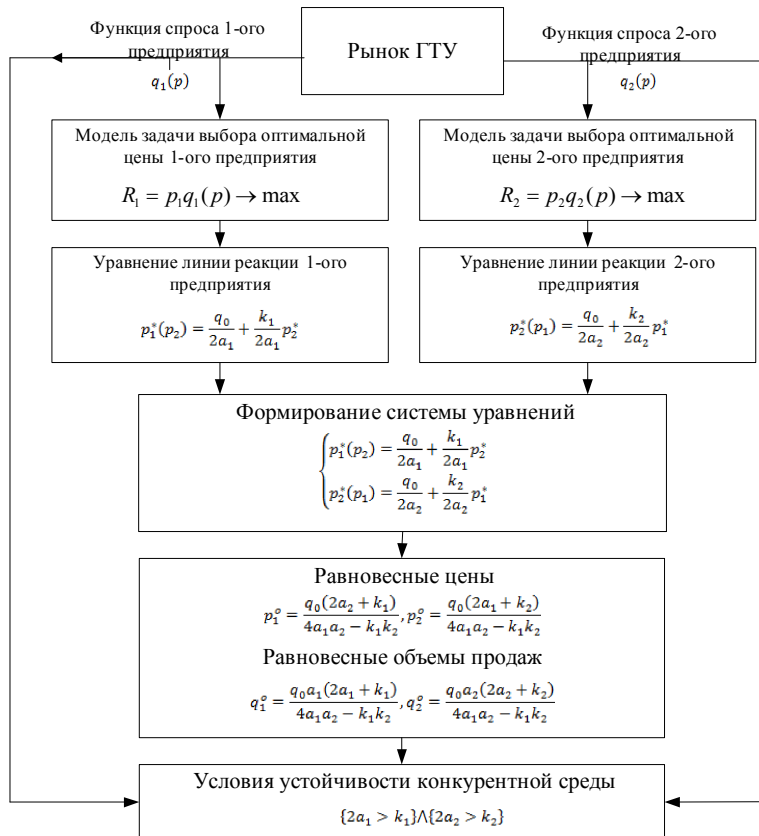 Функция спроса 1-ого
предприятия
q₁(p)
Рынок ГТУ
Функция спроса 2-ого
предприятия
q₂(p)
Модель задачи выбора оптимальной
цены 1-ого предприятия
R₁ = p₁q₁(p) → max
Модель задачи выбора оптимальной
цены 2-ого предприятия
R₂ = p₂q₂(p) → max
Уравнение линии реакции 1-ого
предприятия
p₁*(p₂) = q₀/2a₁ + k₁/2a₁ p₂*
Уравнение линии реакции 2-ого
предприятия
p₂*(p₁) = q₀/2a₂ + k₂/2a₂ p₁*
Формирование системы уравнений
{p₁*(p₂) = q₀/2a₁ + k₁/2a₁ p₂*
p₂*(p₁) = q₀/2a₂ + k₂/2a₂ p₁*
Равновесные цены
p₁° = q₀(2a₂ + k₁)/(4a₁a₂ − k₁k₂), p₂° = q₀(2a₁ + k₂)/(4a₁a₂ − k₁k₂)
Равновесные объемы продаж
q₁° = q₀a₁(2a₁ + k₁)/(4a₁a₂ − k₁k₂), q₂° = q₀a₂(2a₂ + k₂)/(4a₁a₂ − k₁k₂)
Условия устойчивости конкурентной среды
{2a₁ > k₁}⋀{2a₂ > k₂}